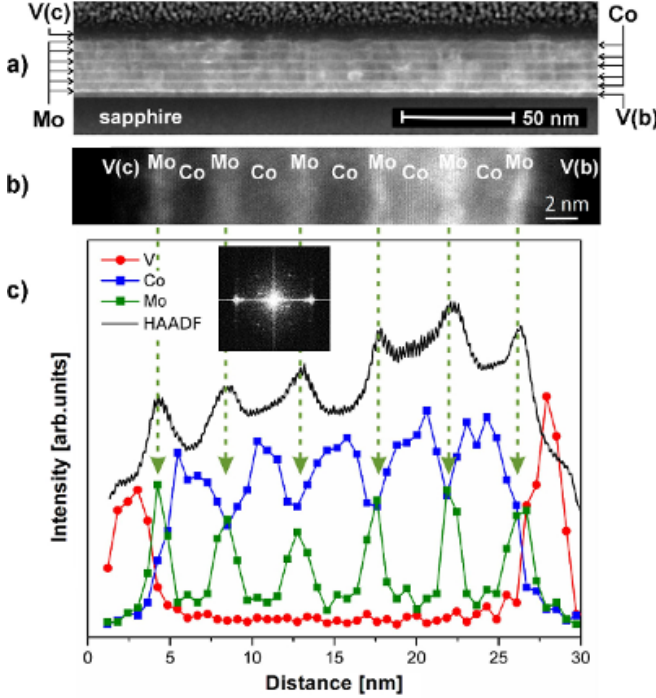 V(c)
Co
a)
Mo
sapphire
50 nm
V(b)
b)
V(c) Mo Co Mo Co Mo Co Mo Co Mo Co Mo V(b)
2 nm
c)
V
Co
Mo
HAADF
Intensity [arb.units]
0 5 10 15 20 25 30
Distance [nm]